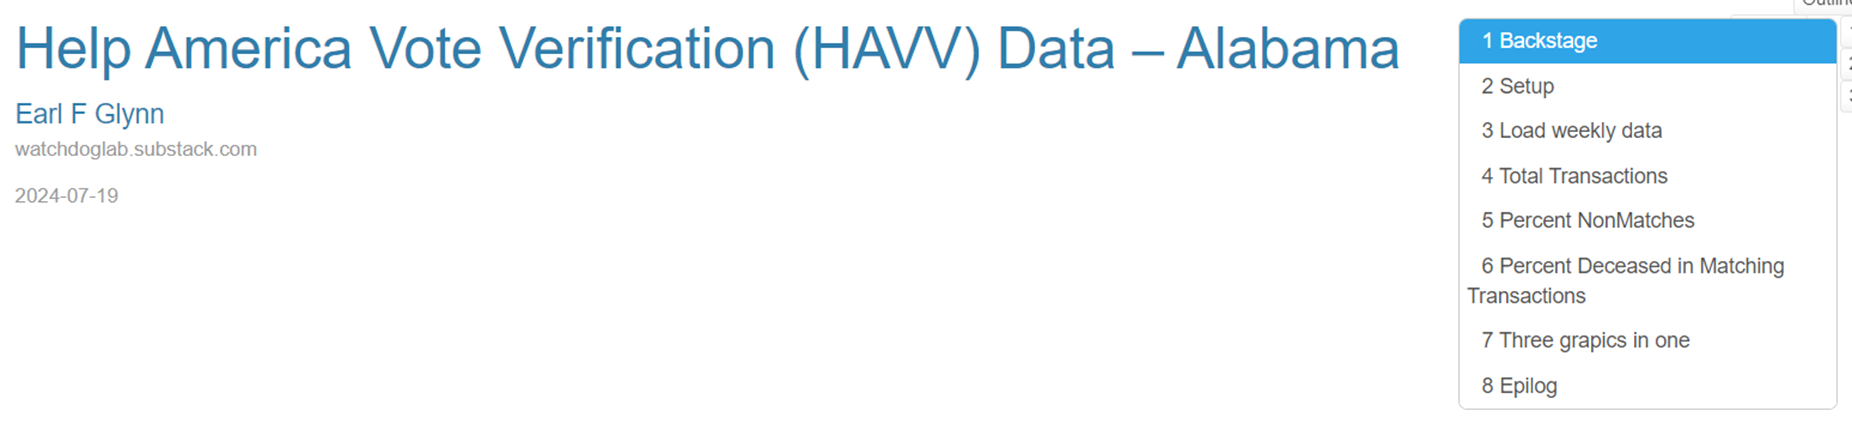 Help America Vote Verification (HAVV) Data – Alabama
Earl F Glynn
watchdoglab.substack.com
2024-07-19
1 Backstage
2 Setup
3 Load weekly data
4 Total Transactions
5 Percent NonMatches
6 Percent Deceased in Matching
Transactions
7 Three grapics in one
8 Epilog